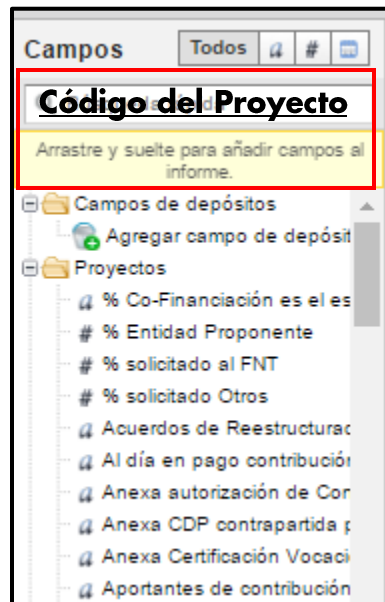 Campos Todos a #
Código del Proyecto
Arrastre y suelte para añadir campos al
informe.
Campos de depósitos
Agregar campo de depósit
Proyectos
a % Co-Financiación es el es
# % Entidad Proponente
# % solicitado al FNT
# % solicitado Otros
a Acuerdos de Reestructurac
a Al día en pago contribución
a Anexa autorización de Con
a Anexa CDP contrapartida p
a Anexa Certificación Vocaci
a Aportantes de contribución